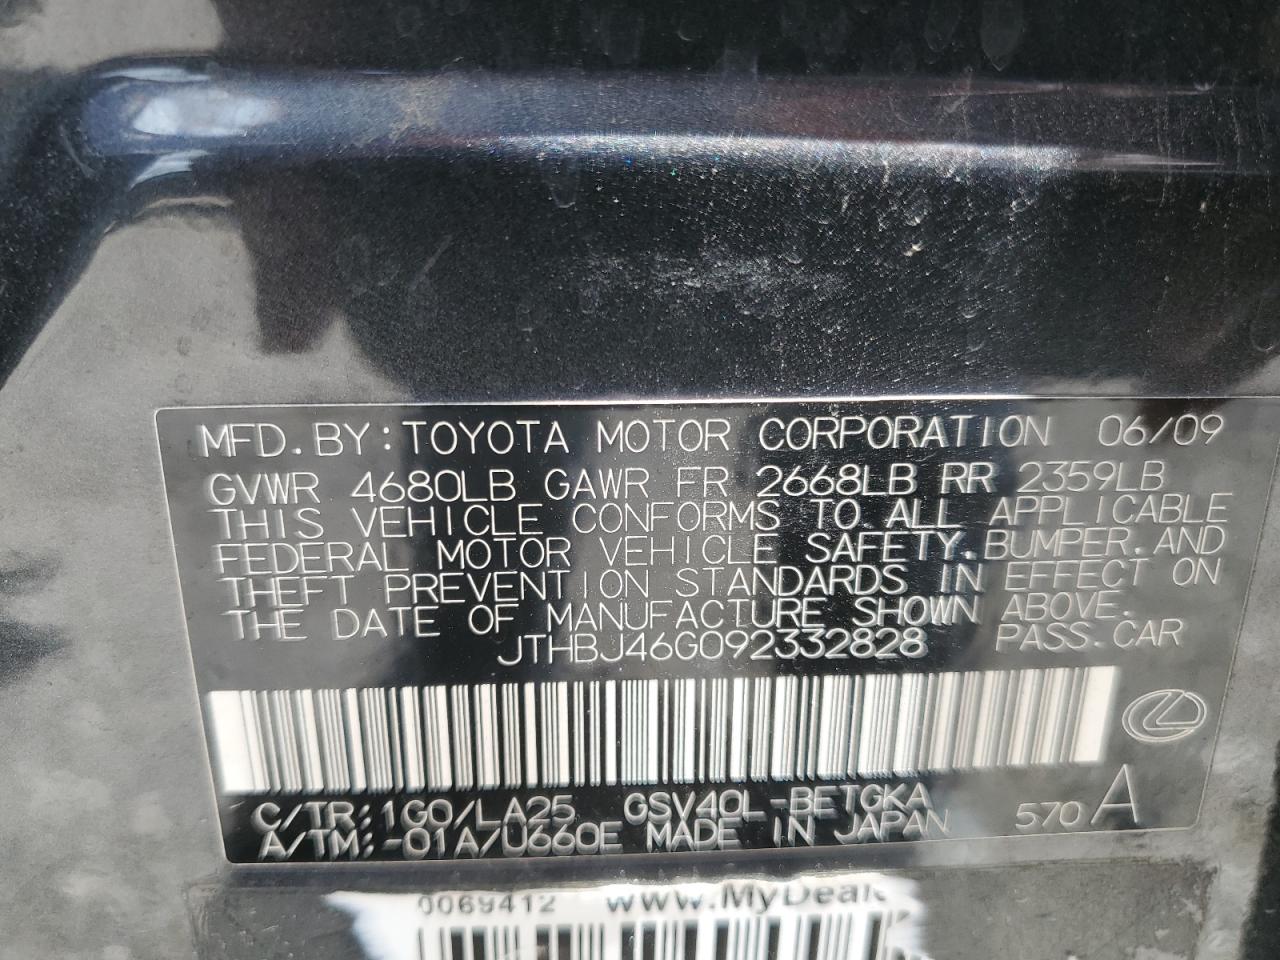 MFD. BY: TOYOTA MOTOR CORPORATION 06/09
GVWR 4680LB GAWR FR 2668LB RR 2359LB
THIS VEHICLE CONFORMS TO ALL APPLICABLE
FEDERAL MOTOR VEHICLE SAFETY, BUMPER, AND
THEFT PREVENTION STANDARDS IN EFFECT ON
THE DATE OF MANUFACTURE SHOWN ABOVE.
JTHBJ46G092332828 PASS. CAR
C/TR: 1G0/LA25 GSV40L-BETGKA
A/TM: -01A/U660E MADE IN JAPAN 570 A
0069412 www.MyDeale